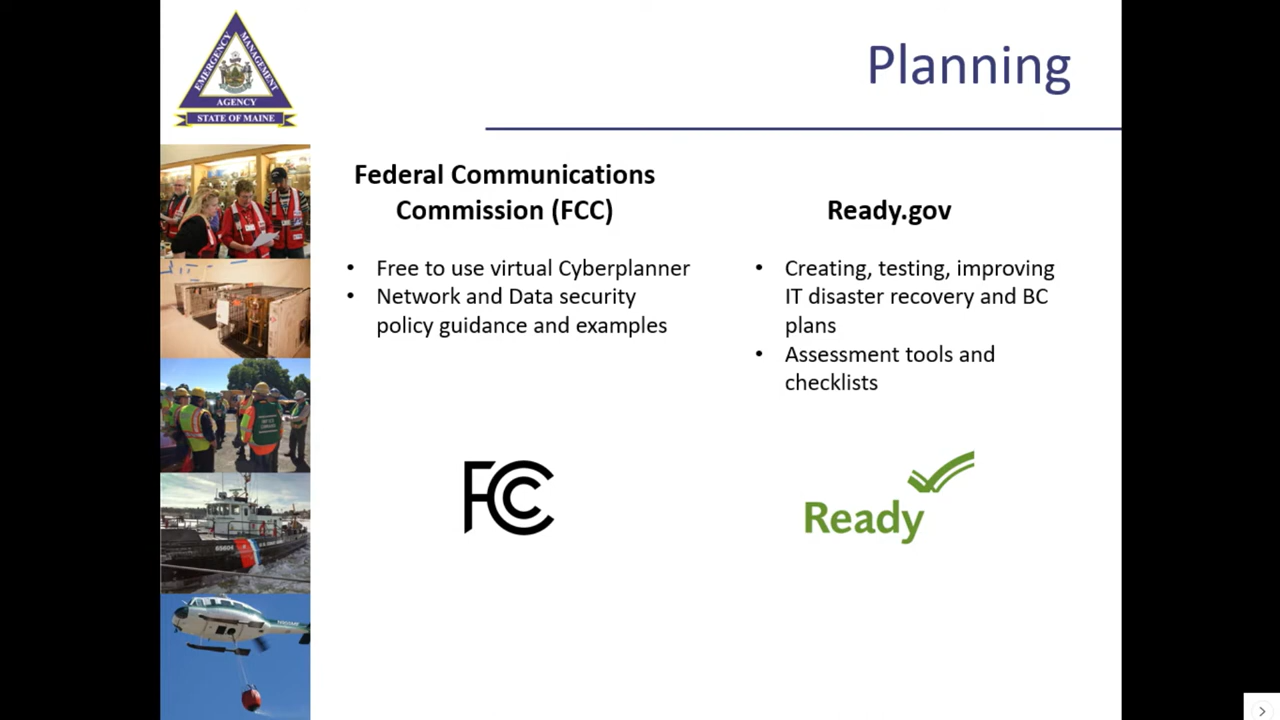 EMERGENCY MANAGEMENT
AGENCY
STATE OF MAINE
Planning
Federal Communications
Commission (FCC)
• Free to use virtual Cyberplanner
• Network and Data security
policy guidance and examples
FCC
Ready.gov
• Creating, testing, improving
IT disaster recovery and BC
plans
• Assessment tools and
checklists
Ready